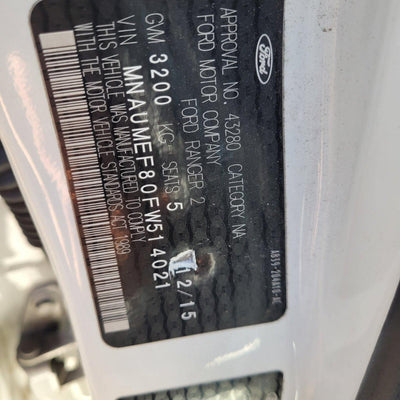 Ford
APPROVAL 43280 CATEGORY NA
FORD MOTOR COMPANY
FORD RANGER 2
GVM 3200 KG SEATS 5 12/15
VIN MNAUMEF80FW514021
THIS VEHICLE WAS MANUFACTURED TO COMPLY WITH
THE MOTOR VEHICLE STANDARDS ACT 1989